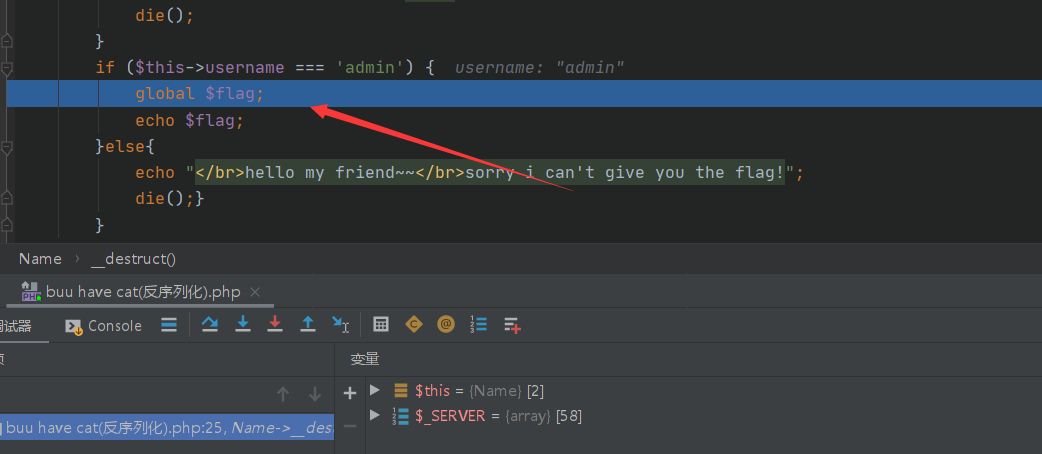 die();
}
if ($this->username === 'admin') { username: "admin"
global $flag;
echo $flag;
}else{
echo "</br>hello my friend~~</br>sorry i can't give you the flag!";
die();}
}
Name › __destruct()
buu have cat(反序列化).php ×
调试器 Console
变量
$this = {Name} [2]
$_SERVER = {array} [58]
buu have cat(反序列化).php:25, Name->__des